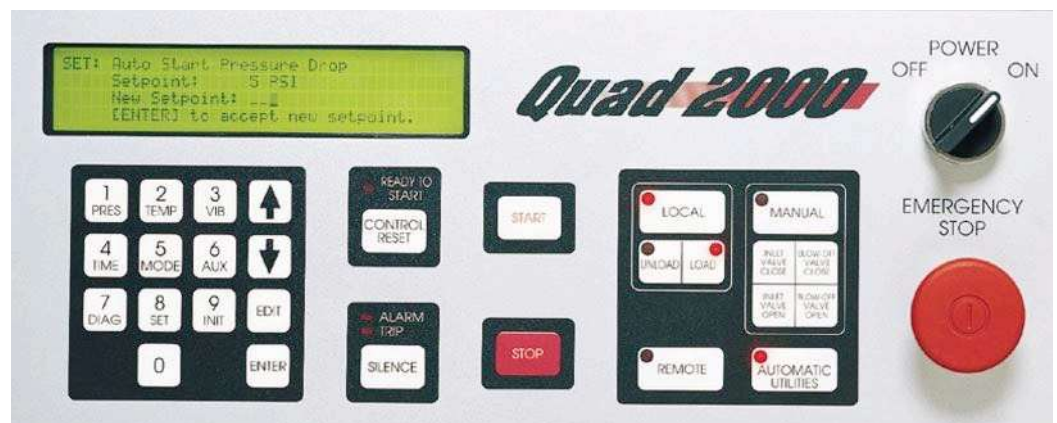 SET: Auto Start Pressure Drop
Setpoint: 5 PSI
New Setpoint: __
[ENTER] to accept new setpoint.
Quad 2000
POWER
OFF
ON
1
PRES
2
TEMP
3
VIB
4
TIME
5
MODE
6
AUX
7
DIAG
8
SET
9
INIT
EDIT
0
ENTER
READY TO
START
CONTROL
RESET
START
ALARM
TRIP
SILENCE
STOP
LOCAL
UNLOAD
LOAD
MANUAL
INLET
VALVE
CLOSE
BLOW-OFF
VALVE
CLOSE
INLET
VALVE
OPEN
BLOW-OFF
VALVE
OPEN
REMOTE
AUTOMATIC
UTILITIES
EMERGENCY
STOP